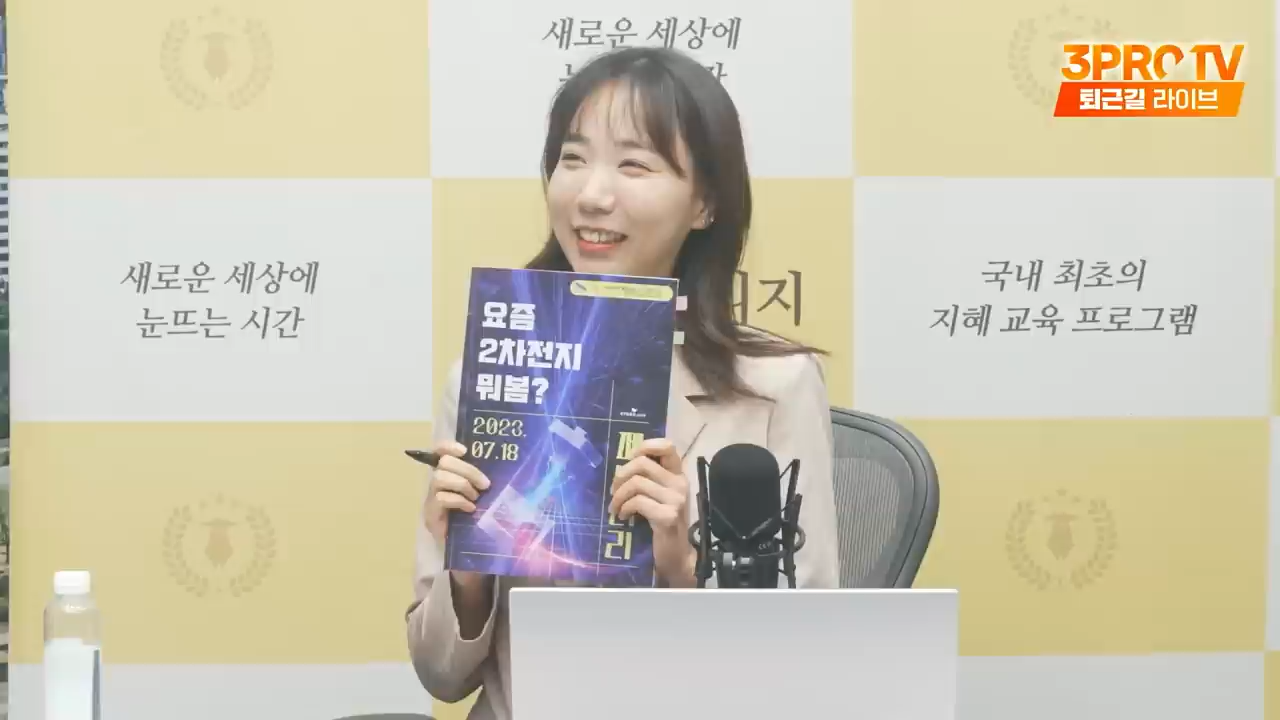 새로운 세상에
3PRO TV
퇴근길 라이브
새로운 세상에
눈뜨는 시간
국내 최초의
지혜 교육 프로그램
요즘
2차전지
뭐봄?
2023.
07.18